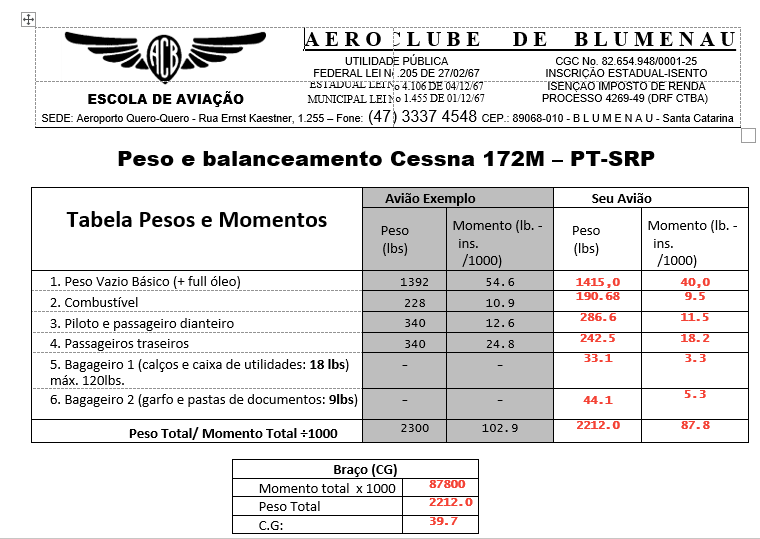 AEROCLUBE DE BLUMENAU
ACB
ESCOLA DE AVIAÇÃO
UTILIDADE PÚBLICA
FEDERAL LEI No .205 DE 27/02/67
ESTADUAL LEI No 4.106 DE 04/12/67
MUNICIPAL LEI No 1.455 DE 01/12/67
CGC No. 82.654.948/0001-25
INSCRIÇÃO ESTADUAL-ISENTO
ISENÇÃO IMPOSTO DE RENDA
PROCESSO 4269-49 (DRF CTBA)
SEDE: Aeroporto Quero-Quero - Rua Ernst Kaestner, 1.255 – Fone: (47) 3337 4548 CEP.: 89068-010 - B L U M E N A U - Santa Catarina
Peso e balanceamento Cessna 172M – PT-SRP
Tabela Pesos e Momentos
Avião Exemplo
Seu Avião
Peso (lbs)
Momento (lb. - ins. /1000)
Peso (lbs)
Momento (lb. - ins. /1000)
1. Peso Vazio Básico (+ full óleo) 1392 54.6 1415,0 40,0
2. Combustível 228 10.9 190.68 9.5
3. Piloto e passageiro dianteiro 340 12.6 286.6 11.5
4. Passageiros traseiros 340 24.8 242.5 18.2
5. Bagageiro 1 (calços e caixa de utilidades: 18 lbs) – – 33.1 3.3
máx. 120lbs.
6. Bagageiro 2 (garfo e pastas de documentos: 9lbs) – – 44.1 5.3
Peso Total/ Momento Total ÷1000 2300 102.9 2212.0 87.8
Braço (CG)
Momento total x 1000 87800
Peso Total 2212.0
C.G: 39.7